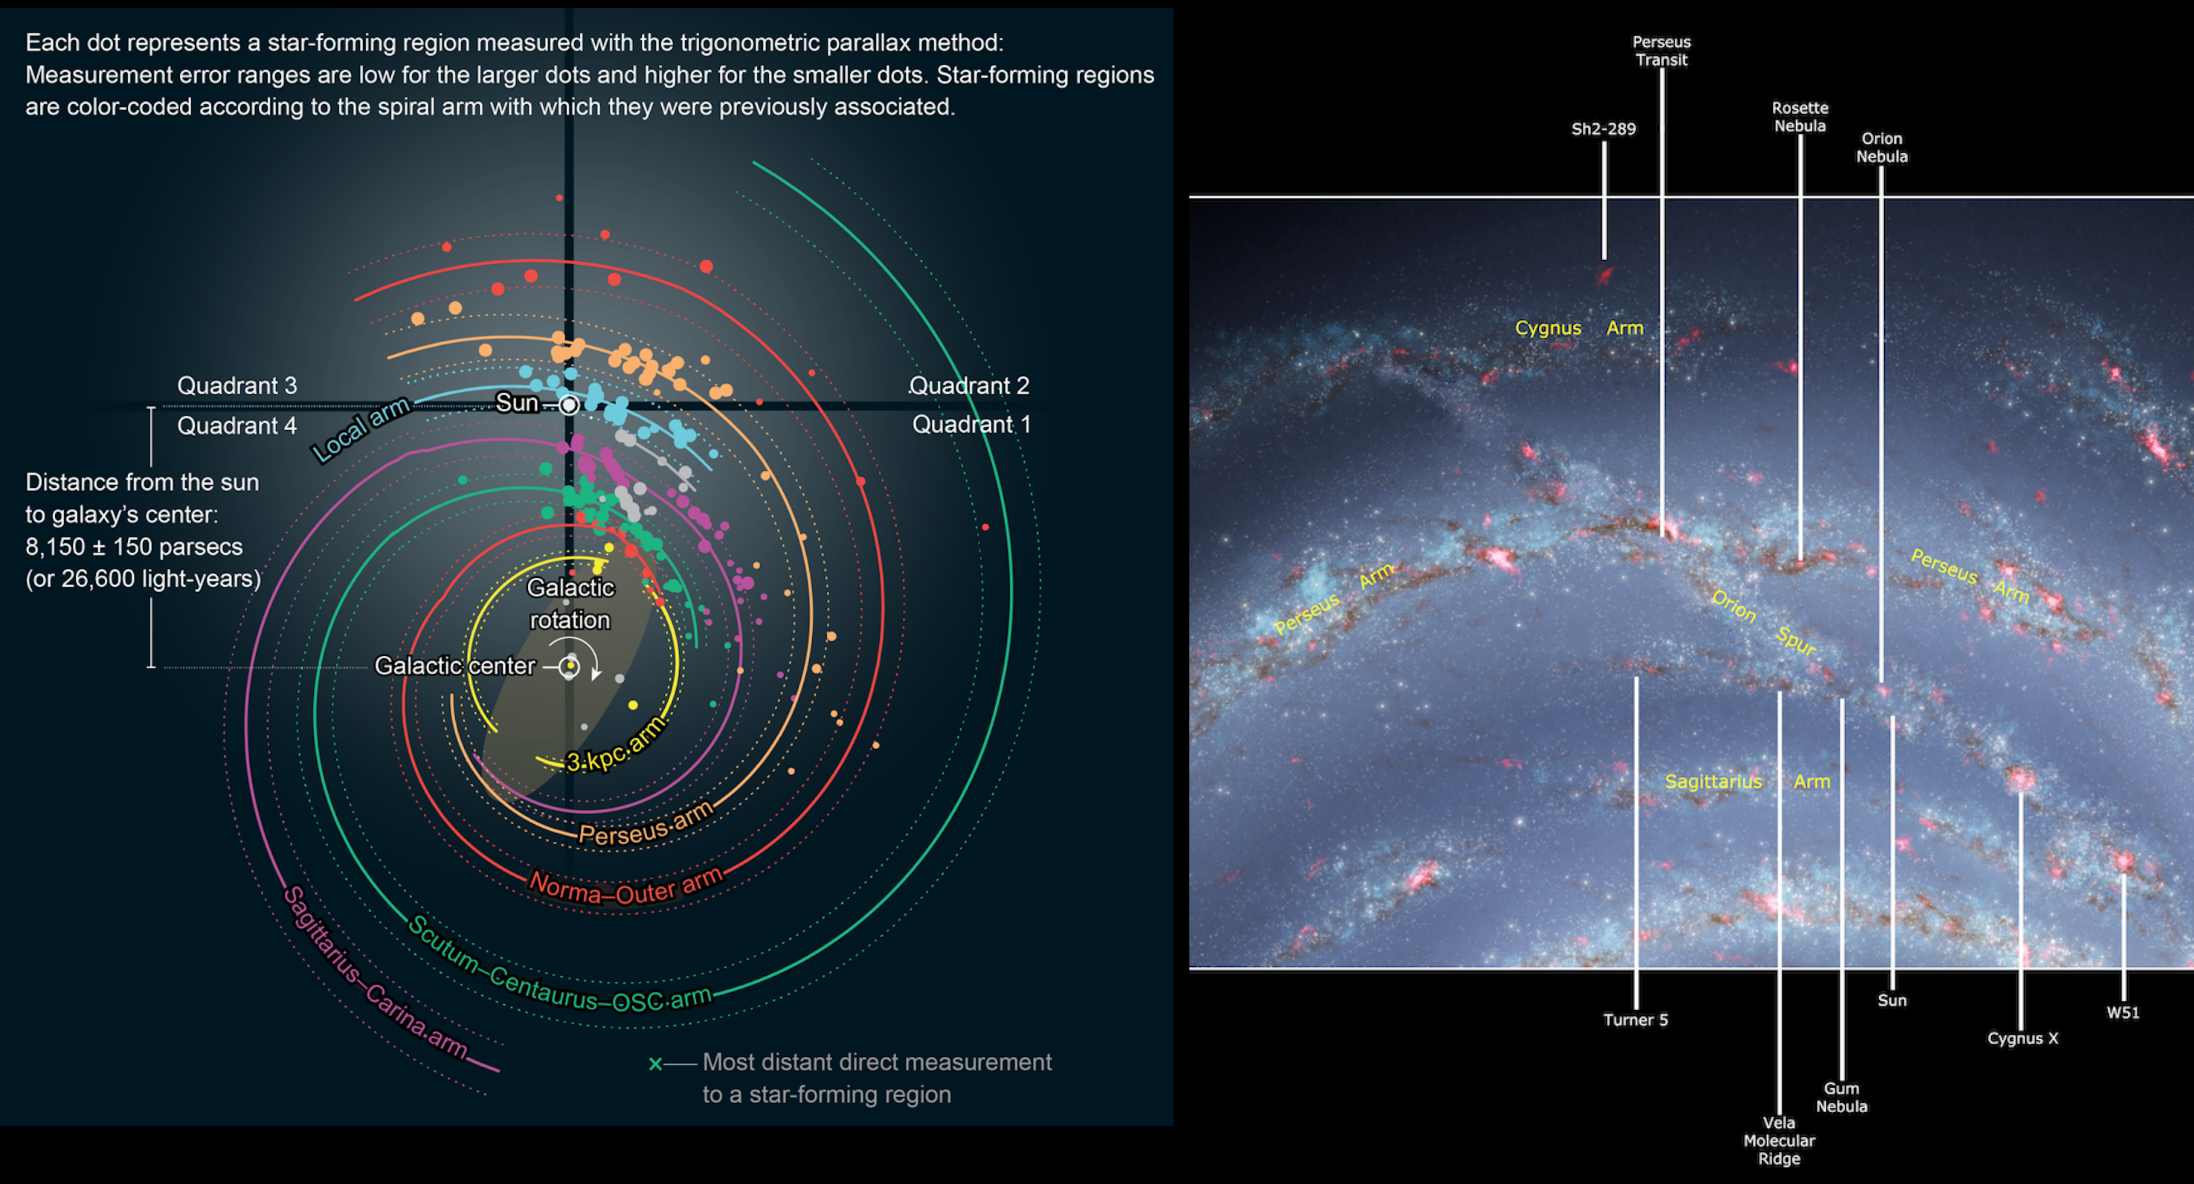 Each dot represents a star-forming region measured with the trigonometric parallax method:
Measurement error ranges are low for the larger dots and higher for the smaller dots. Star-forming regions
are color-coded according to the spiral arm with which they were previously associated.
Quadrant 3
Quadrant 2
Sun
Local arm
Quadrant 4
Quadrant 1
Distance from the sun
to galaxy's center:
8,150 ± 150 parsecs
(or 26,600 light-years)
Galactic
rotation
Galactic center
3-kpc arm
Perseus arm
Norma–Outer arm
Scutum–Centaurus–OSC arm
Sagittarius–Carina arm
x
Most distant direct measurement
to a star-forming region
Perseus
Transit
Sh2-289
Rosette
Nebula
Orion
Nebula
Cygnus Arm
Perseus Arm
Perseus Arm
Orion Spur
Sagittarius Arm
Turner 5
Vela
Molecular
Ridge
Gum
Nebula
Sun
Cygnus X
W51